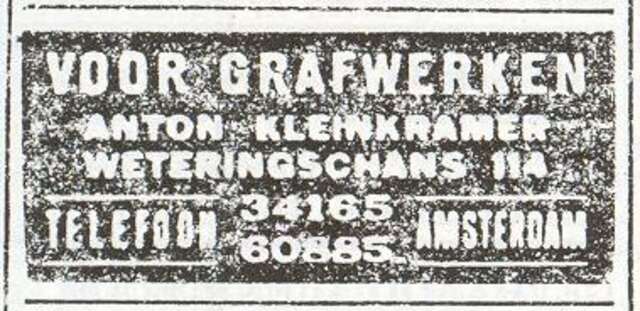 VOOR GRAFWERKEN
ANTON KLEINKRAMER
WETERINGSCHANS 11A
TELEFOON 34165 60885. AMSTERDAM